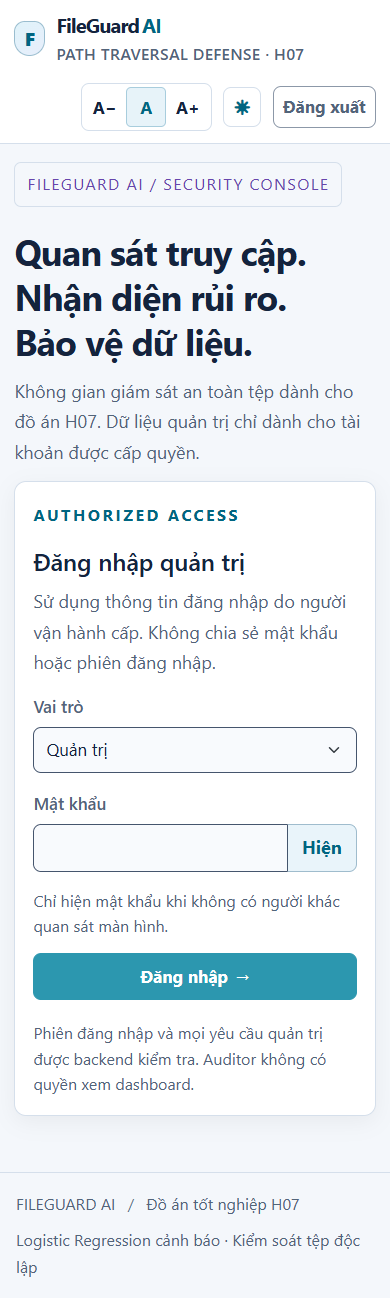 F
FileGuard AI
PATH TRAVERSAL DEFENSE · H07
A− A A+ Đăng xuất
FILEGUARD AI / SECURITY CONSOLE
Quan sát truy cập.
Nhận diện rủi ro.
Bảo vệ dữ liệu.
Không gian giám sát an toàn tệp dành cho
đồ án H07. Dữ liệu quản trị chỉ dành cho tài
khoản được cấp quyền.
AUTHORIZED ACCESS
Đăng nhập quản trị
Sử dụng thông tin đăng nhập do người
vận hành cấp. Không chia sẻ mật khẩu
hoặc phiên đăng nhập.
Vai trò
Quản trị
Mật khẩu
Hiện
Chỉ hiện mật khẩu khi không có người khác
quan sát màn hình.
Đăng nhập →
Phiên đăng nhập và mọi yêu cầu quản trị
được backend kiểm tra. Auditor không có
quyền xem dashboard.
FILEGUARD AI / Đồ án tốt nghiệp H07
Logistic Regression cảnh báo · Kiểm soát tệp độc
lập